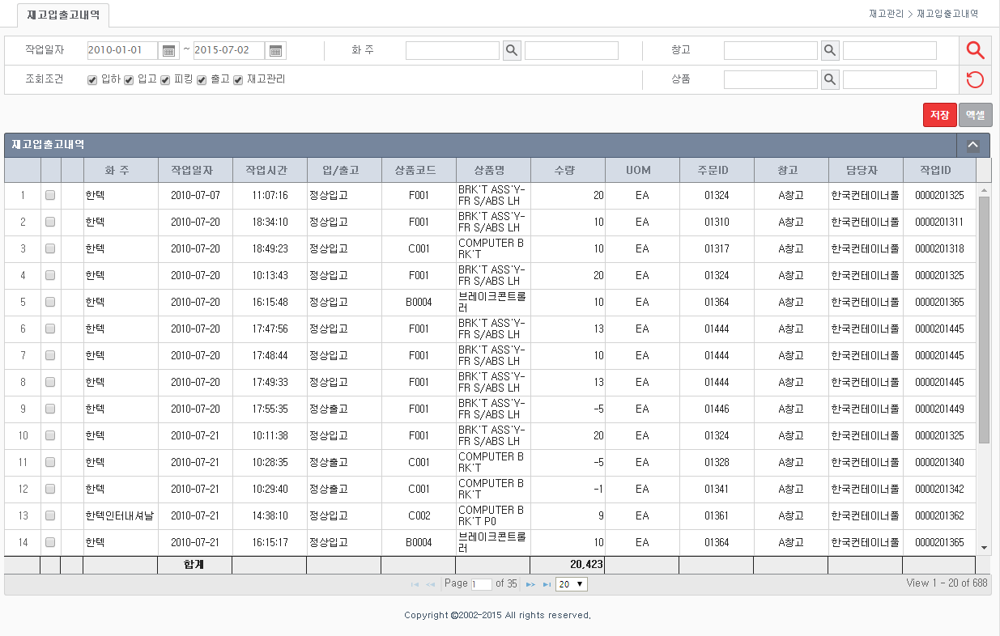 재고입출고내역
재고관리 > 재고입출고내역
작업일자 2010-01-01 ~ 2015-07-02 화 주 창고
조회조건 입하 입고 피킹 출고 재고관리 상품
저장 엑셀
재고입출고내역
화 주 작업일자 작업시간 입/출고 상품코드 상품명 수량 UOM 주문ID 창고 담당자 작업ID
1 한텍 2010-07-07 11:07:16 정상입고 F001 BRK'T ASS'Y-FR S/ABS LH 20 EA 01324 A창고 한국컨테이너풀 0000201325
2 한텍 2010-07-20 18:34:10 정상입고 F001 BRK'T ASS'Y-FR S/ABS LH 10 EA 01310 A창고 한국컨테이너풀 0000201311
3 한텍 2010-07-20 18:49:23 정상입고 C001 COMPUTER BRK'T 10 EA 01317 A창고 한국컨테이너풀 0000201318
4 한텍 2010-07-20 10:13:43 정상입고 F001 BRK'T ASS'Y-FR S/ABS LH 20 EA 01324 A창고 한국컨테이너풀 0000201325
5 한텍 2010-07-20 16:15:48 정상입고 B0004 브레이크콘트롤러 10 EA 01364 A창고 한국컨테이너풀 0000201365
6 한텍 2010-07-20 17:47:56 정상입고 F001 BRK'T ASS'Y-FR S/ABS LH 13 EA 01444 A창고 한국컨테이너풀 0000201445
7 한텍 2010-07-20 17:48:44 정상입고 F001 BRK'T ASS'Y-FR S/ABS LH 10 EA 01444 A창고 한국컨테이너풀 0000201445
8 한텍 2010-07-20 17:49:33 정상입고 F001 BRK'T ASS'Y-FR S/ABS LH 13 EA 01444 A창고 한국컨테이너풀 0000201445
9 한텍 2010-07-20 17:55:35 정상출고 F001 BRK'T ASS'Y-FR S/ABS LH -5 EA 01446 A창고 한국컨테이너풀 0000201449
10 한텍 2010-07-21 10:11:38 정상입고 F001 BRK'T ASS'Y-FR S/ABS LH 20 EA 01324 A창고 한국컨테이너풀 0000201325
11 한텍 2010-07-21 10:28:35 정상출고 C001 COMPUTER BRK'T -5 EA 01328 A창고 한국컨테이너풀 0000201340
12 한텍 2010-07-21 10:29:40 정상출고 C001 COMPUTER BRK'T -1 EA 01341 A창고 한국컨테이너풀 0000201342
13 한텍인터내셔날 2010-07-21 14:38:10 정상입고 C002 COMPUTER BRK'T P0 9 EA 01361 A창고 한국컨테이너풀 0000201362
14 한텍 2010-07-21 16:15:17 정상입고 B0004 브레이크콘트롤러 10 EA 01364 A창고 한국컨테이너풀 0000201365
합계 20,423
Page 1 of 35 20 View 1 - 20 of 688
Copyright ©2002-2015 All rights reserved.